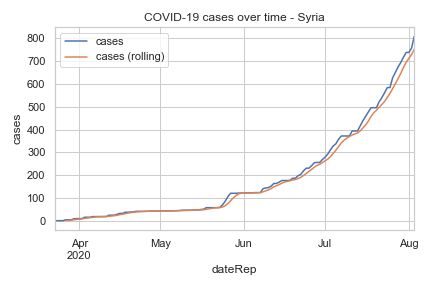 COVID-19 cases over time - Syria
cases
cases (rolling)
800
700
600
500
400
300
200
100
0
cases
Apr
2020
May
Jun
Jul
Aug
dateRep